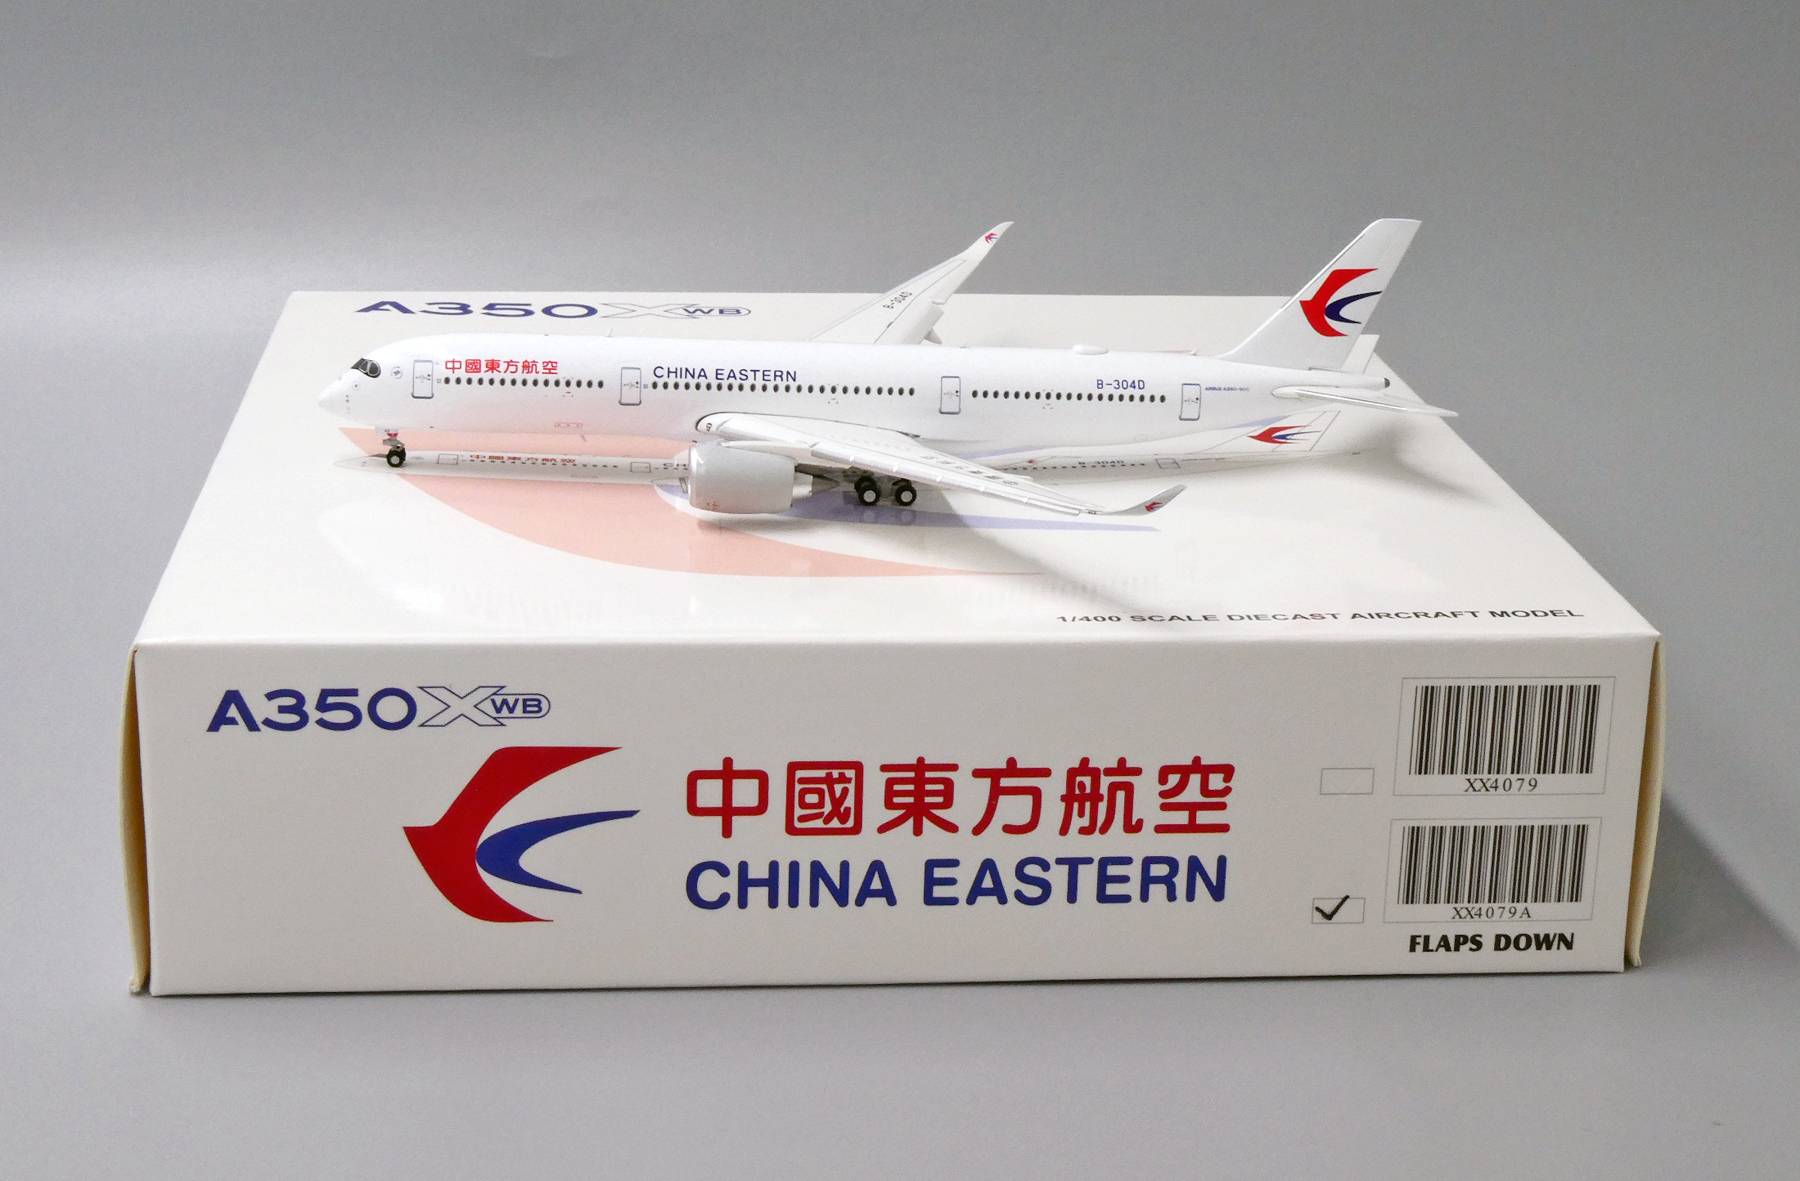 A350XWB
中國東方航空
CHINA EASTERN
B-304D
B-304D
1/400 SCALE DIECAST AIRCRAFT MODEL
A350XWB
中國東方航空
CHINA EASTERN
XX4079
XX4079A
FLAPS DOWN